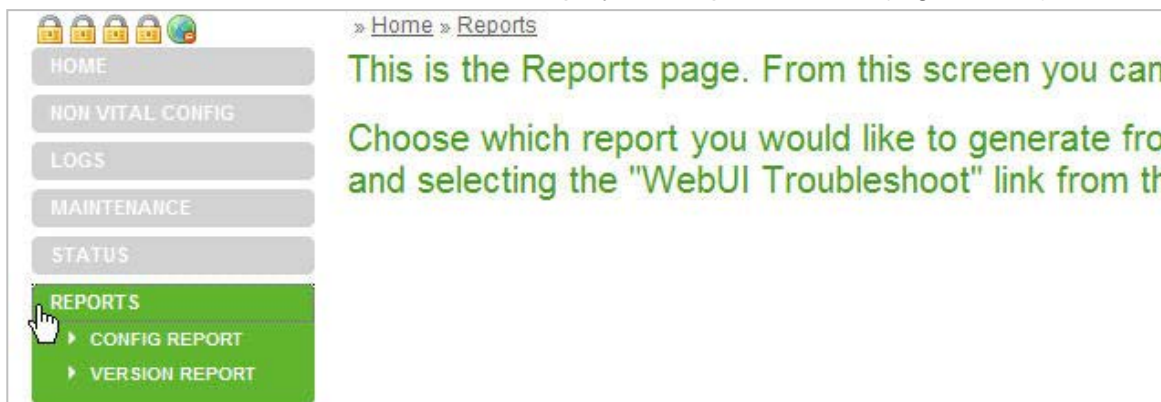 » Home » Reports
HOME
NON VITAL CONFIG
LOGS
MAINTENANCE
STATUS
REPORTS
CONFIG REPORT
VERSION REPORT
This is the Reports page. From this screen you can
Choose which report you would like to generate fro
and selecting the "WebUI Troubleshoot" link from th